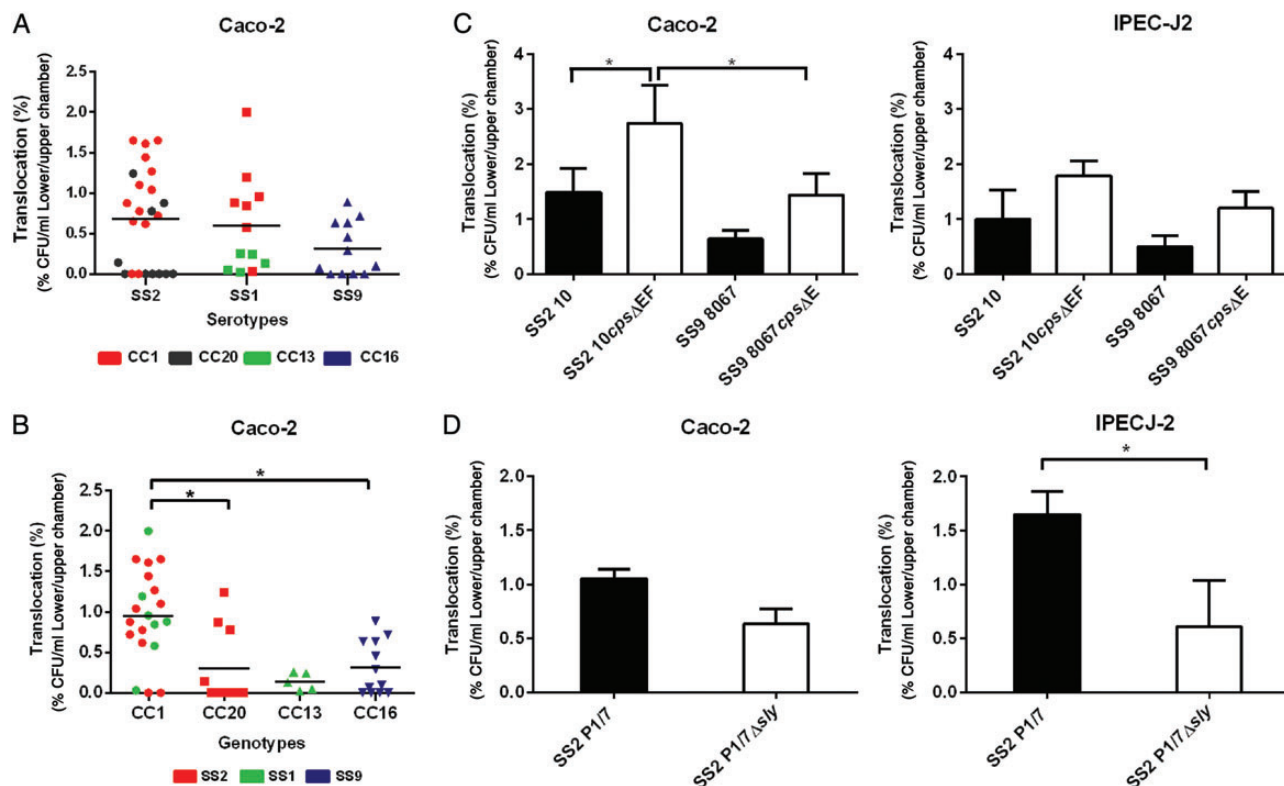 A
Caco-2
Translocation (%)
(% CFU/ml Lower/upper chamber)
2.5
2.0
1.5
1.0
0.5
0.0
SS2
SS1
SS9
Serotypes
CC1
CC20
CC13
CC16
B
Caco-2
Translocation (%)
(% CFU/ml Lower/upper chamber)
2.5
2.0
1.5
1.0
0.5
0.0
*
*
CC1
CC20
CC13
CC16
Genotypes
SS2
SS1
SS9
C
Caco-2
Translocation (%)
(% CFU/ml Lower/upper chamber)
4
3
2
1
0
*
*
SS2 10
SS2 10cpsΔEF
SS9 8067
SS9 8067cpsΔE
IPEC-J2
Translocation (%)
(% CFU/ml Lower/upper chamber)
4
3
2
1
0
SS2 10
SS2 10cpsΔEF
SS9 8067
SS9 8067cpsΔE
D
Caco-2
Translocation (%)
(% CFU/ml Lower/upper chamber)
2.0
1.5
1.0
0.5
0.0
SS2 P1/7
SS2 P1/7Δsly
IPECJ-2
Translocation (%)
(% CFU/ml Lower/upper chamber)
2.0
1.5
1.0
0.5
0.0
*
SS2 P1/7
SS2 P1/7Δsly